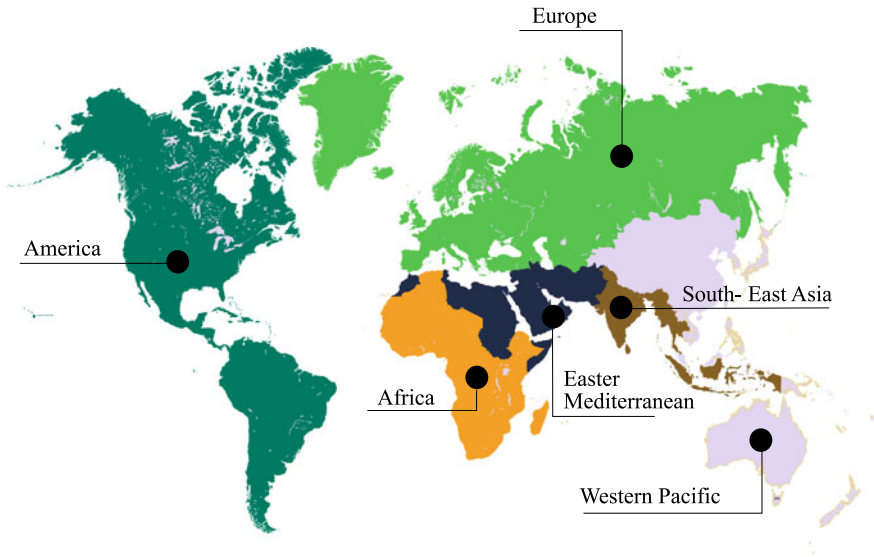 Europe
America
South- East Asia
Africa
Easter
Mediterranean
Western Pacific